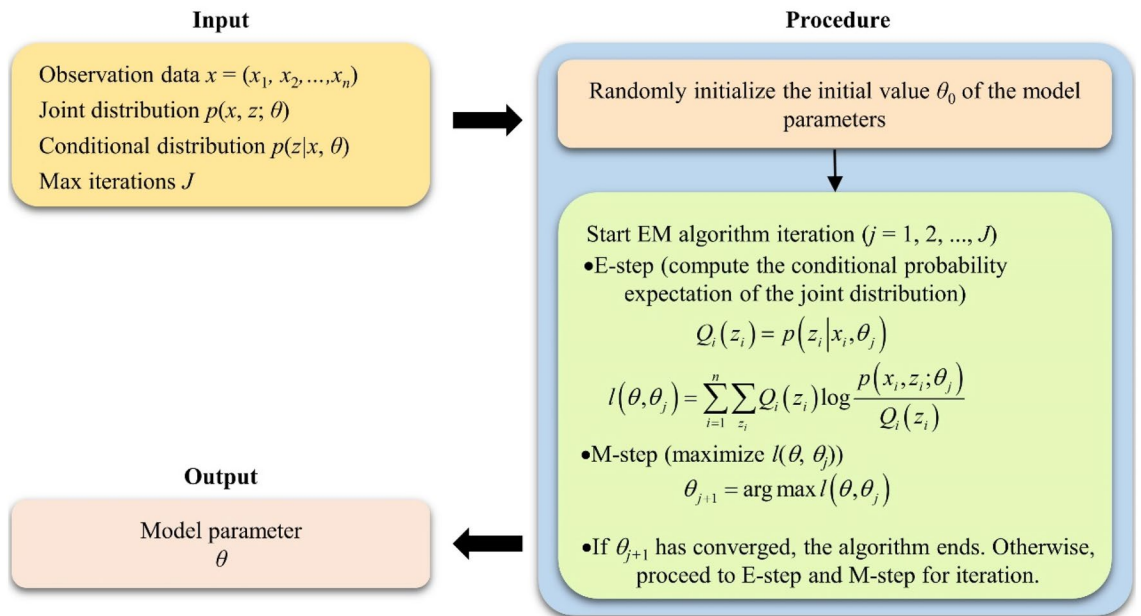 Input
Observation data x = (x₁, x₂,...,xₙ)
Joint distribution p(x, z; θ)
Conditional distribution p(z|x, θ)
Max iterations J
Procedure
Randomly initialize the initial value θ₀ of the model
parameters
Start EM algorithm iteration (j = 1, 2, ..., J)
•E-step (compute the conditional probability
expectation of the joint distribution)
Qᵢ(zᵢ) = p(zᵢ|xᵢ,θⱼ)
l(θ,θⱼ) = ∑ᵢ₌₁ⁿ ∑_zᵢ Qᵢ(zᵢ) log p(xᵢ,zᵢ;θⱼ) / Qᵢ(zᵢ)
•M-step (maximize l(θ, θⱼ))
θⱼ₊₁ = arg max l(θ,θⱼ)
•If θⱼ₊₁ has converged, the algorithm ends. Otherwise,
proceed to E-step and M-step for iteration.
Output
Model parameter
θ